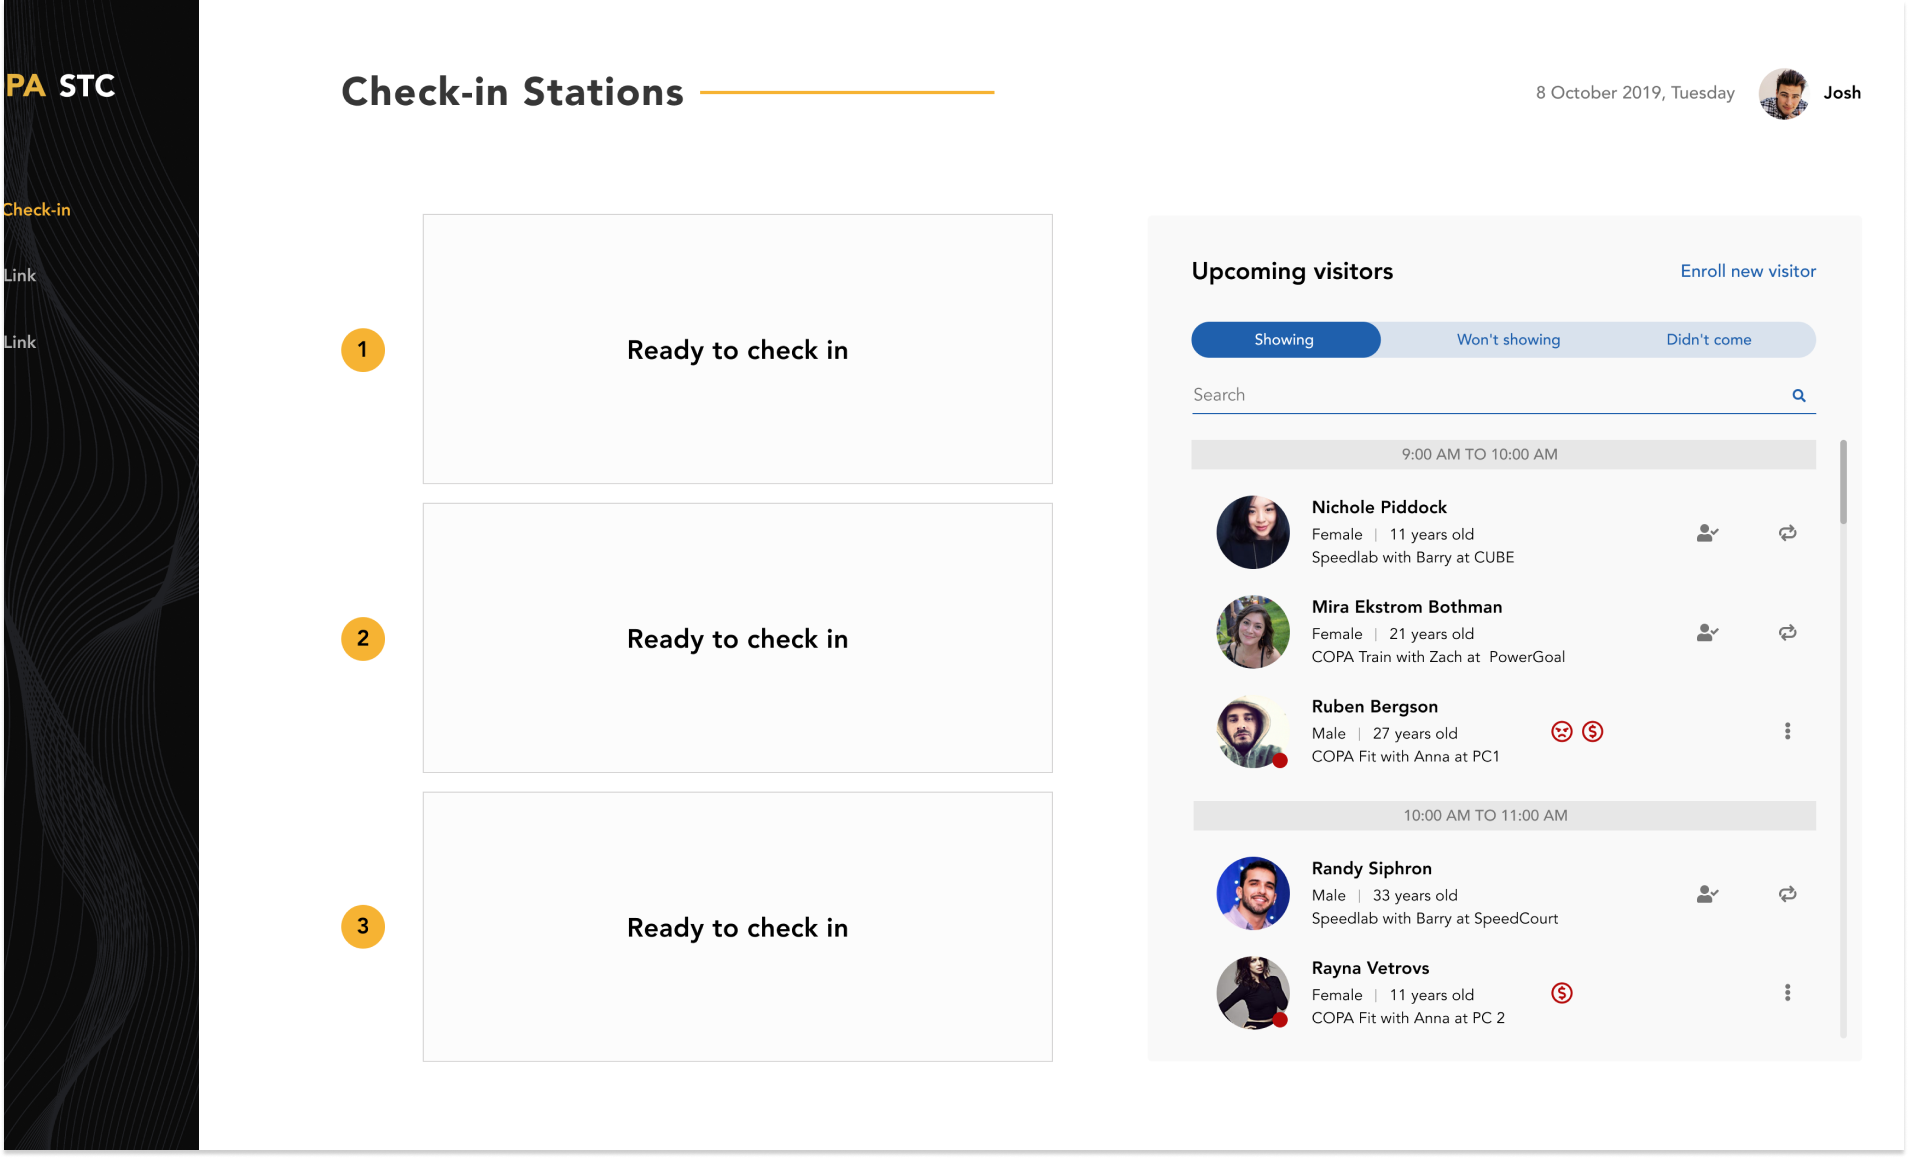 PA STC
Check-in
Link
Link
Check-in Stations
8 October 2019, Tuesday
Josh
1
Ready to check in
2
Ready to check in
3
Ready to check in
Upcoming visitors
Enroll new visitor
Showing
Won't showing
Didn't come
Search
9:00 AM TO 10:00 AM
Nichole Piddock
Female | 11 years old
Speedlab with Barry at CUBE
Mira Ekstrom Bothman
Female | 21 years old
COPA Train with Zach at PowerGoal
Ruben Bergson
Male | 27 years old
COPA Fit with Anna at PC1
10:00 AM TO 11:00 AM
Randy Siphron
Male | 33 years old
Speedlab with Barry at SpeedCourt
Rayna Vetrovs
Female | 11 years old
COPA Fit with Anna at PC 2